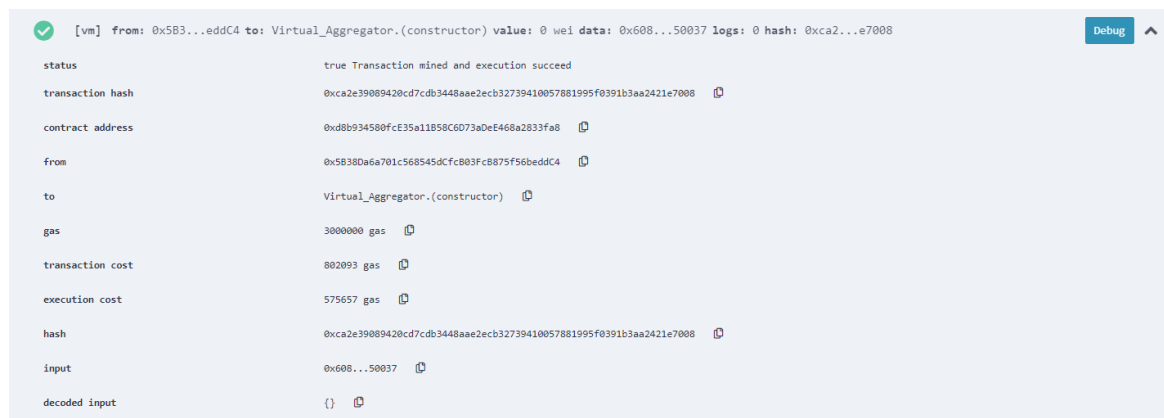 [vm] from: 0x5B3...eddC4 to: Virtual_Aggregator.(constructor) value: 0 wei data: 0x608...50037 logs: 0 hash: 0xca2...e7008 Debug
status true Transaction mined and execution succeed
transaction hash 0xca2e39089420cd7cdb3448aae2ecb32739410057881995f0391b3aa2421e7008
contract address 0xd8b934580fcE35a11B58C6D73aDeE468a2833fa8
from 0x5B38Da6a701c568545dCfcB03FcB875f56beddC4
to Virtual_Aggregator.(constructor)
gas 3000000 gas
transaction cost 802093 gas
execution cost 575657 gas
hash 0xca2e39089420cd7cdb3448aae2ecb32739410057881995f0391b3aa2421e7008
input 0x608...50037
decoded input {}